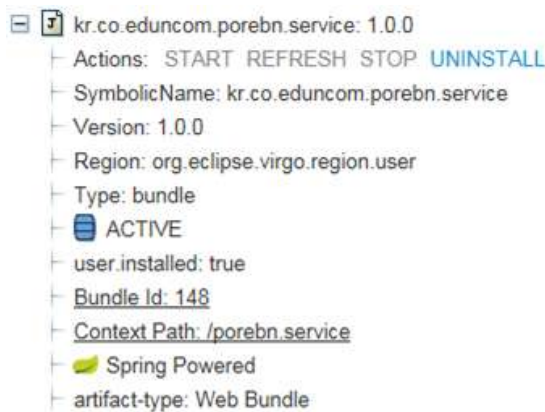 kr.co.eduncom.porebn.service: 1.0.0
Actions: START REFRESH STOP UNINSTALL
SymbolicName: kr.co.eduncom.porebn.service
Version: 1.0.0
Region: org.eclipse.virgo.region.user
Type: bundle
ACTIVE
user.installed: true
Bundle Id: 148
Context Path: /porebn.service
Spring Powered
artifact-type: Web Bundle